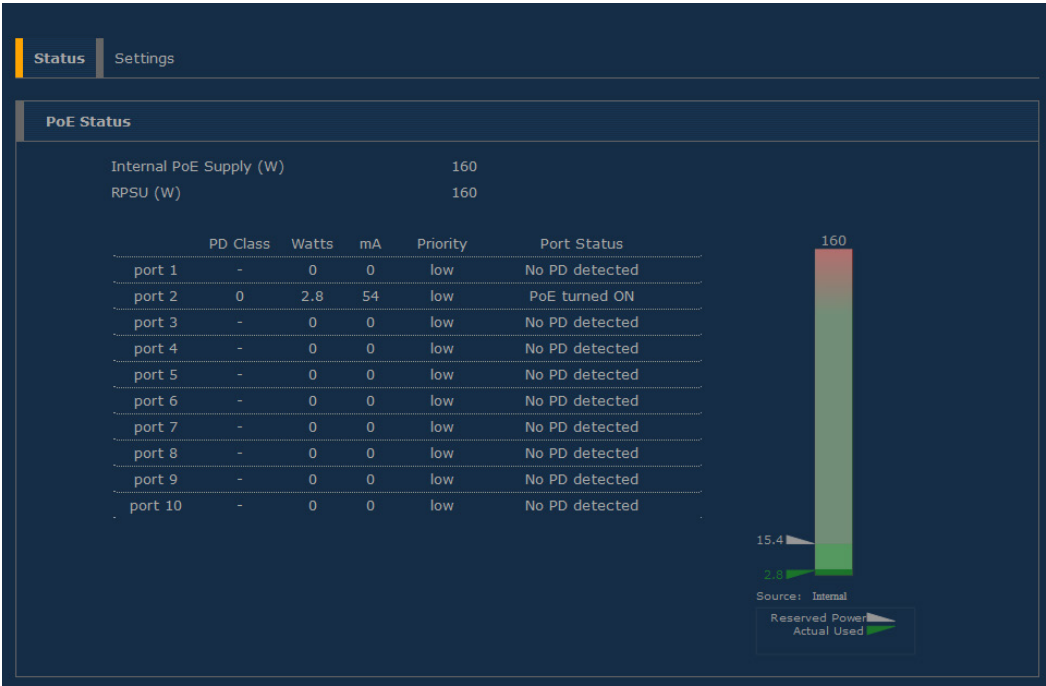 Status Settings
PoE Status
Internal PoE Supply (W) 160
RPSU (W) 160
PD Class Watts mA Priority Port Status
port 1 - 0 0 low No PD detected
port 2 0 2.8 54 low PoE turned ON
port 3 - 0 0 low No PD detected
port 4 - 0 0 low No PD detected
port 5 - 0 0 low No PD detected
port 6 - 0 0 low No PD detected
port 7 - 0 0 low No PD detected
port 8 - 0 0 low No PD detected
port 9 - 0 0 low No PD detected
port 10 - 0 0 low No PD detected
160
15.4
2.8
Source: Internal
Reserved Power
Actual Used